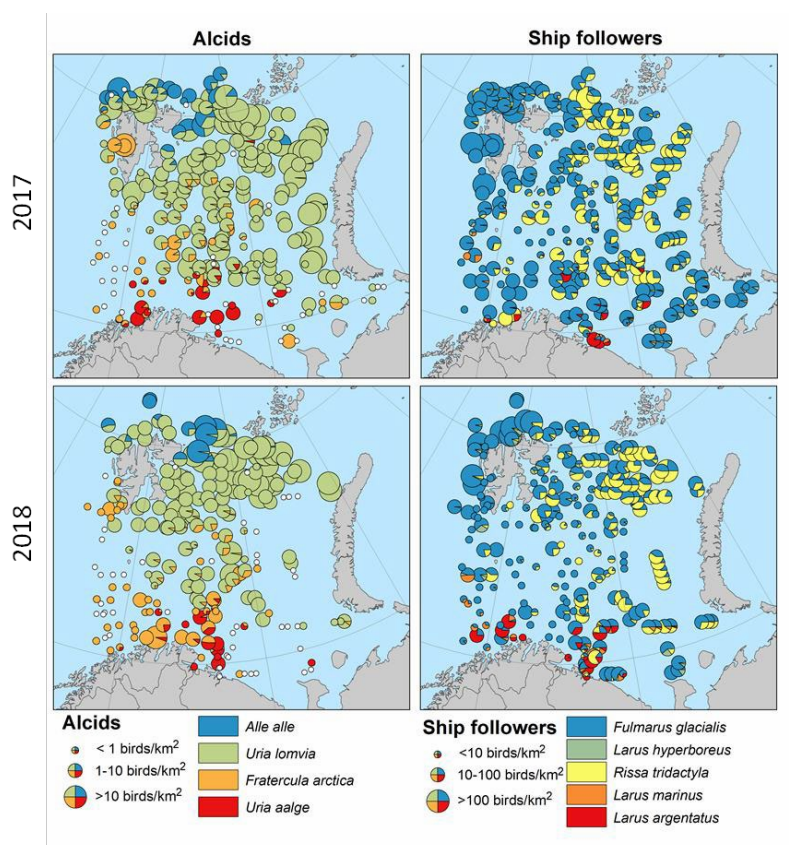 Alcids
Ship followers
2017
2018
Alcids
< 1 birds/km²
1-10 birds/km²
>10 birds/km²
Alle alle
Uria lomvia
Fratercula arctica
Uria aalge
Ship followers
<10 birds/km²
10-100 birds/km²
>100 birds/km²
Fulmarus glacialis
Larus hyperboreus
Rissa tridactyla
Larus marinus
Larus argentatus